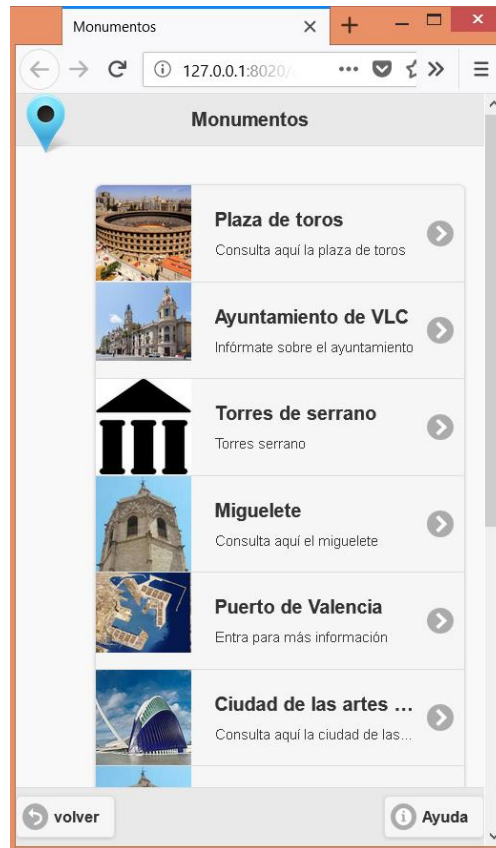 Monumentos
127.0.0.1:8020/
Monumentos
Plaza de toros
Consulta aquí la plaza de toros
Ayuntamiento de VLC
Infórmate sobre el ayuntamiento
Torres de serrano
Torres serrano
Miguelete
Consulta aquí el miguelete
Puerto de Valencia
Entra para más información
Ciudad de las artes ...
Consulta aquí la ciudad de las...
volver
Ayuda